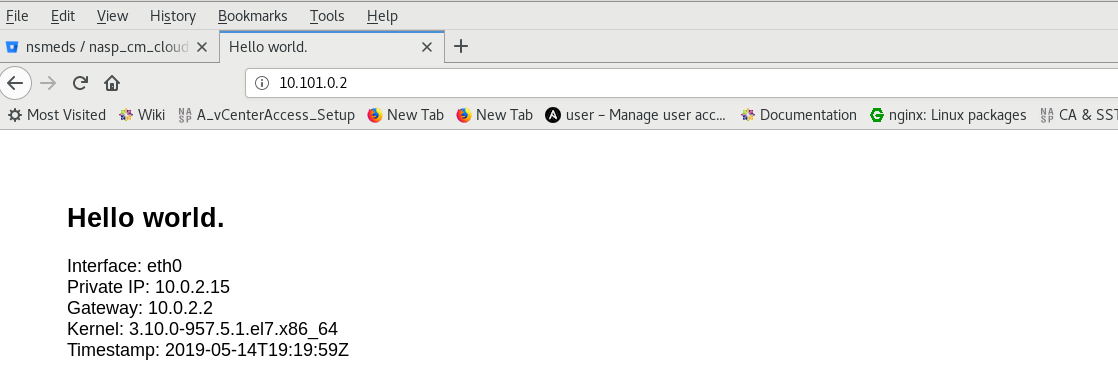 File Edit View History Bookmarks Tools Help
nsmeds / nasp_cm_cloud Hello world.
10.101.0.2
Most Visited Wiki A_vCenterAccess_Setup New Tab New Tab user – Manage user acc... Documentation nginx: Linux packages NASP CA & SST
Hello world.
Interface: eth0
Private IP: 10.0.2.15
Gateway: 10.0.2.2
Kernel: 3.10.0-957.5.1.el7.x86_64
Timestamp: 2019-05-14T19:19:59Z